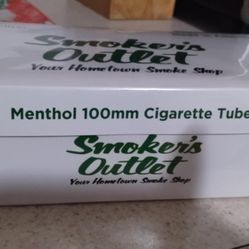 Smoker's
Outlet
Your Hometown Smoke Shop
Menthol 100mm Cigarette Tube
Smoker's
Outlet
Your Hometown Smoke Shop